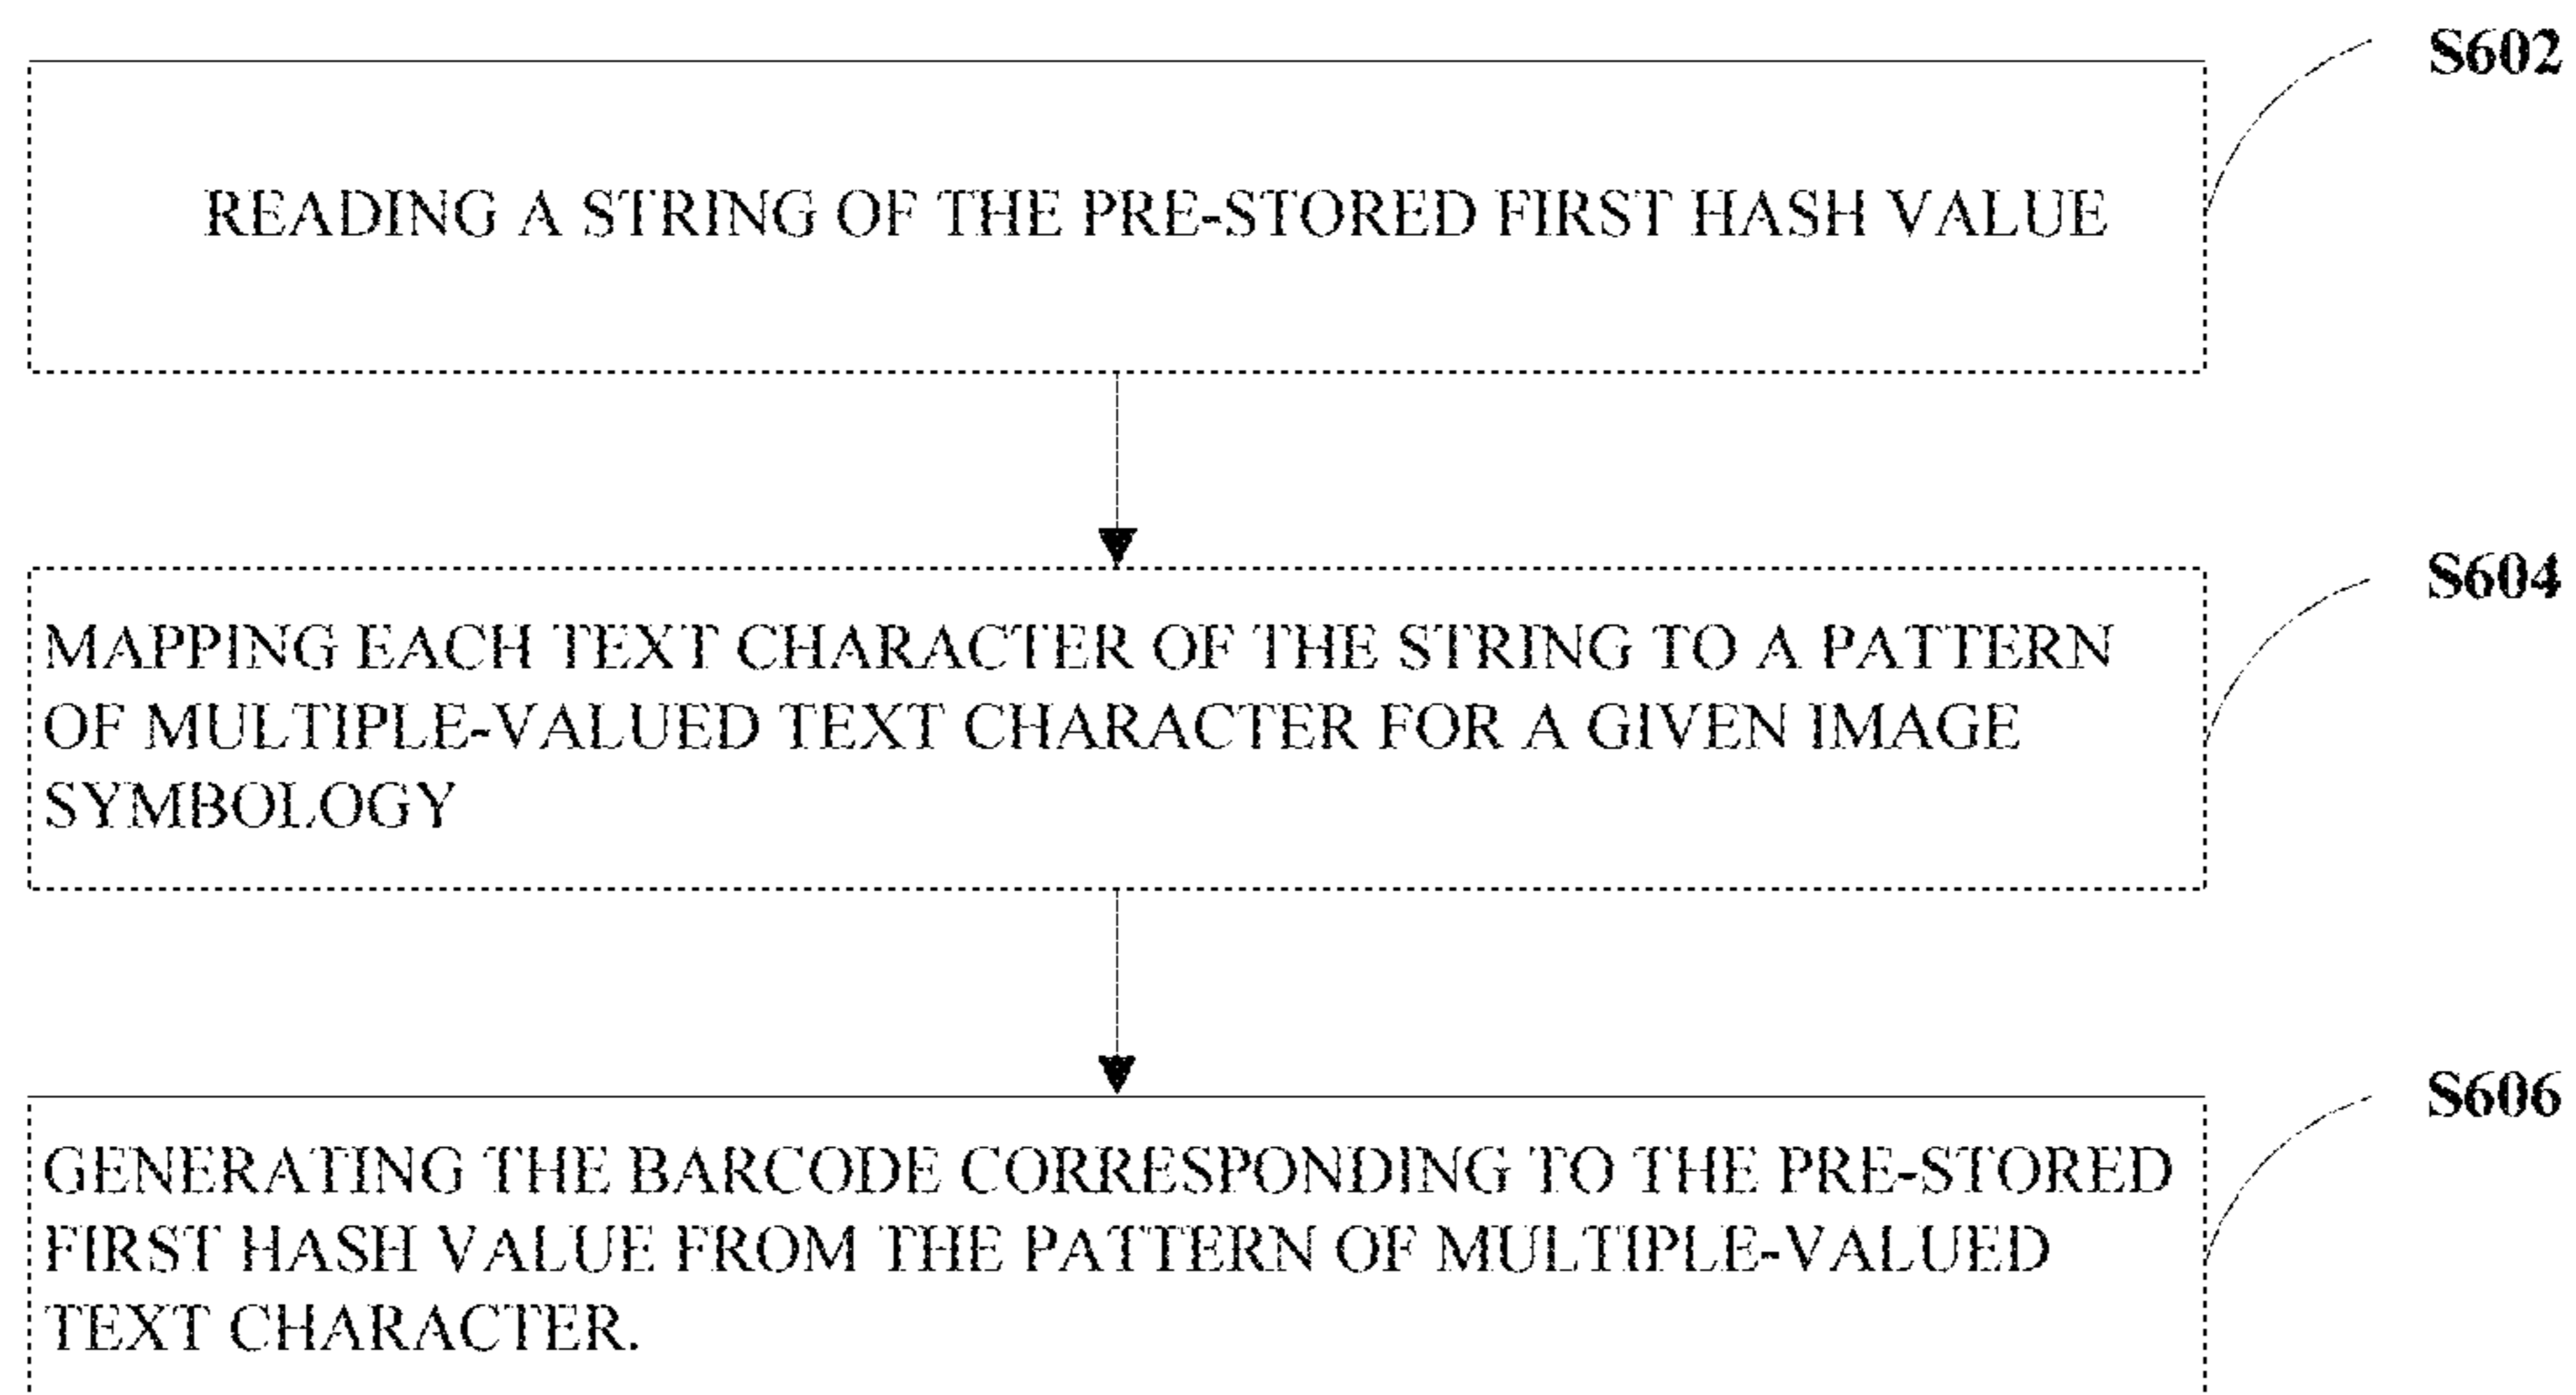 S602
READING A STRING OF THE PRE-STORED FIRST HASH VALUE
S604
MAPPING EACH TEXT CHARACTER OF THE STRING TO A PATTERN
OF MULTIPLE-VALUED TEXT CHARACTER FOR A GIVEN IMAGE
SYMBOLOGY
S606
GENERATING THE BARCODE CORRESPONDING TO THE PRE-STORED
FIRST HASH VALUE FROM THE PATTERN OF MULTIPLE-VALUED
TEXT CHARACTER.